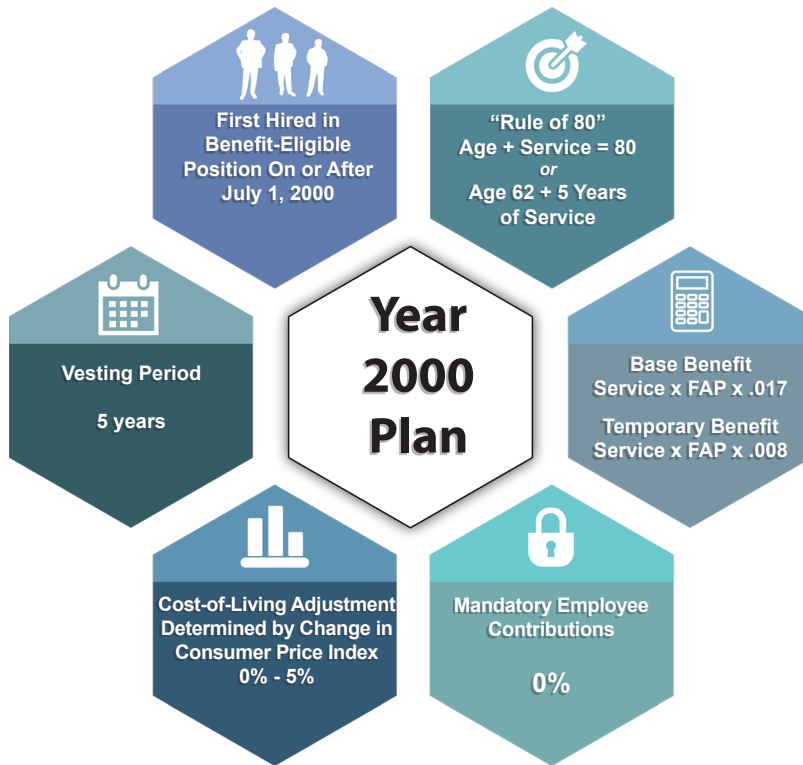 First Hired in
Benefit-Eligible
Position On or After
July 1, 2000
“Rule of 80”
Age + Service = 80
or
Age 62 + 5 Years
of Service
Vesting Period
5 years
Year
2000
Plan
Base Benefit
Service x FAP x .017
Temporary Benefit
Service x FAP x .008
Cost-of-Living Adjustment
Determined by Change in
Consumer Price Index
0% - 5%
Mandatory Employee
Contributions
0%